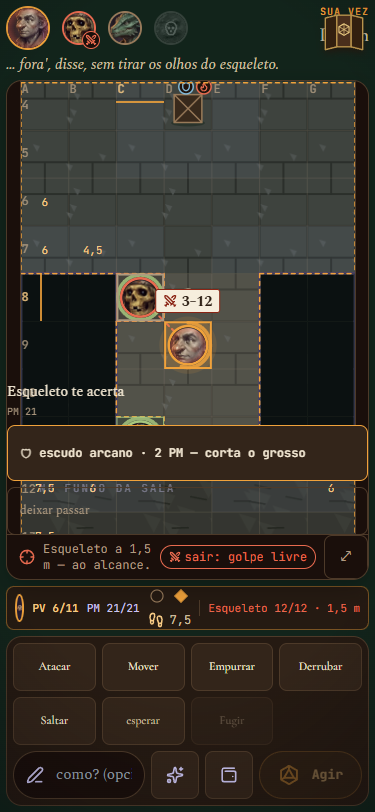 SUA VEZ
... fora', disse, sem tirar os olhos do esqueleto.
A B C D E F G
4
5
6 6
7 6 4,5
8 3–12
9
Esqueleto te acerta
PM 21
escudo arcano · 2 PM — corta o grosso
12 7,5 FUNDO DA SALA 6
deixar passar
Esqueleto a 1,5
m — ao alcance.
sair: golpe livre
PV 6/11 PM 21/21 7,5 Esqueleto 12/12 · 1,5 m
Atacar Mover Empurrar Derrubar
Saltar esperar Fugir
como? (opc: Agir